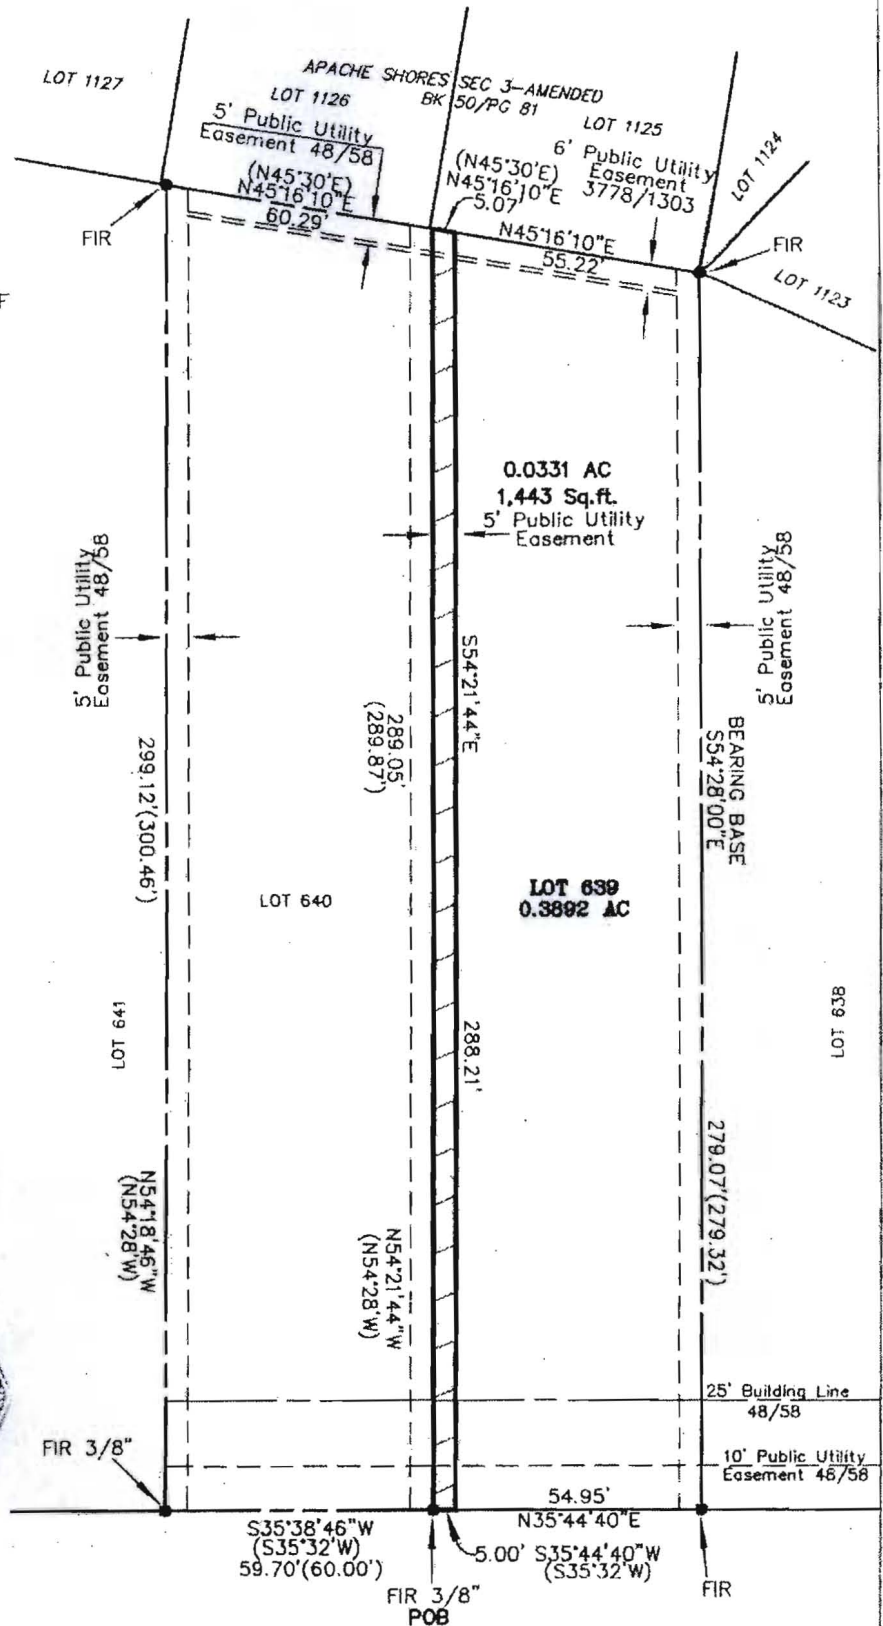 LOT 1127
APACHE SHORES SEC 3-AMENDED
BK 50/PG 81
LOT 1126
LOT 1125
LOT 1124
LOT 1123
5' Public Utility
Easement 48/58
(N45°30'E)
N45°16'10"E
60.29'
(N45°30'E)
N45°16'10"E
5.07'
6' Public Utility
Easement
3778/1303
N45°16'10"E
55.22'
FIR
FIR
F
0.0331 AC
1,443 Sq.ft.
5' Public Utility
Easement
5' Public Utility
Easement 48/58
5' Public Utility
Easement 48/58
S54°21'44"E
289.05'
(289.87')
BEARING BASE
S54°28'00"E
299.12'(300.46')
LOT 640
LOT 639
0.3892 AC
LOT 641
LOT 638
288.21'
279.07'(279.32')
N54°18'46"W
(N54°28'W)
N54°21'44"W
(N54°28'W)
25' Building Line
48/58
10' Public Utility
Easement 48/58
FIR 3/8"
S35°38'46"W
(S35°32'W)
59.70'(60.00')
54.95'
N35°44'40"E
5.00' S35°44'40"W
(S35°32'W)
FIR 3/8"
POB
FIR